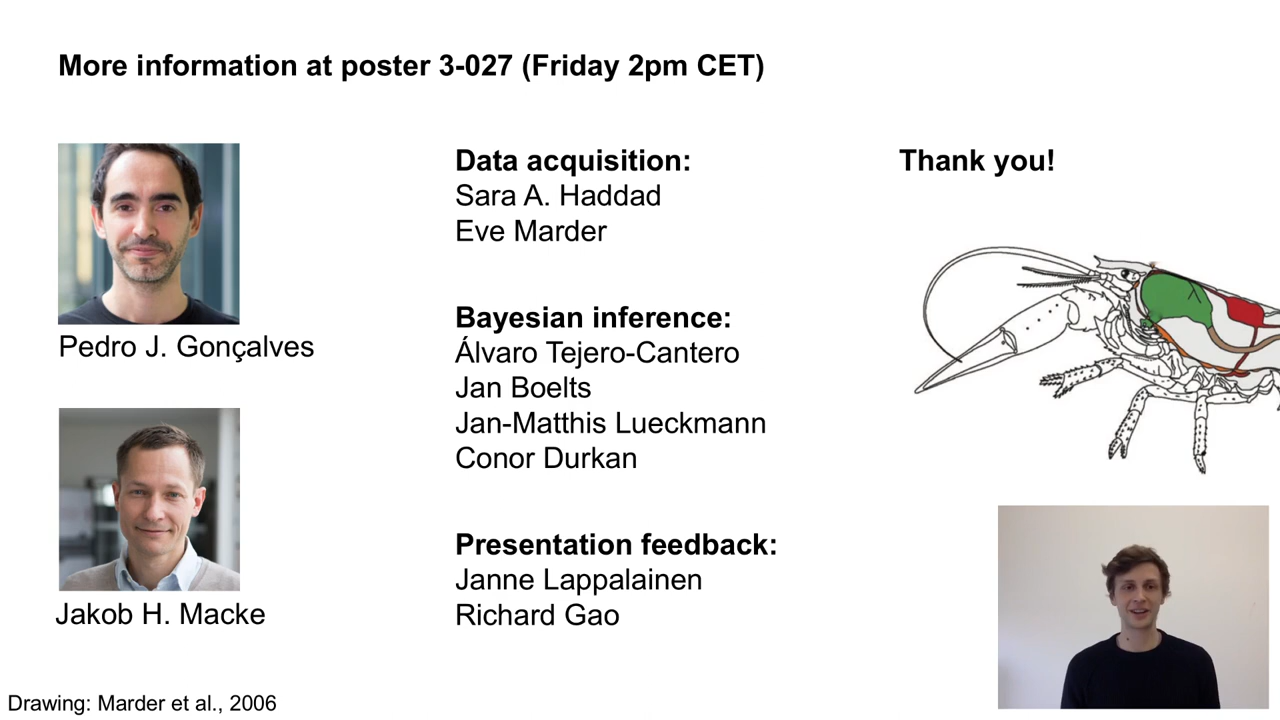 More information at poster 3-027 (Friday 2pm CET)
Pedro J. Gonçalves
Jakob H. Macke
Data acquisition:
Sara A. Haddad
Eve Marder
Bayesian inference:
Álvaro Tejero-Cantero
Jan Boelts
Jan-Matthis Lueckmann
Conor Durkan
Presentation feedback:
Janne Lappalainen
Richard Gao
Thank you!
Drawing: Marder et al., 2006